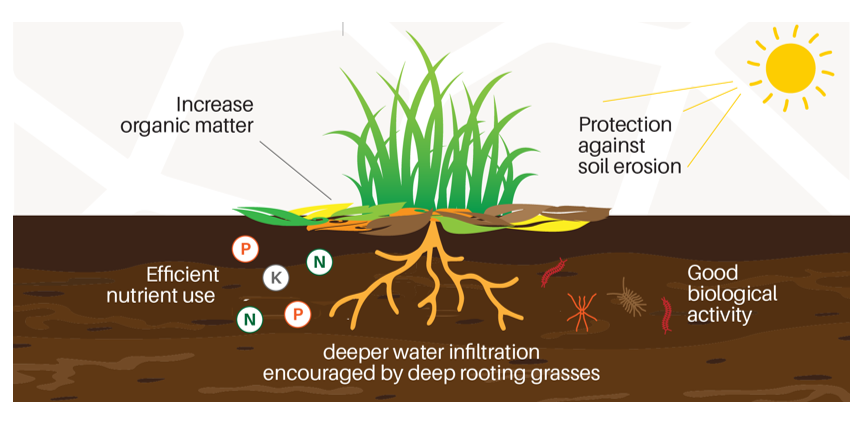 Increase
organic matter
Protection
against
soil erosion
P
N
K
N
P
Efficient
nutrient use
Good
biological
activity
deeper water infiltration
encouraged by deep rooting grasses